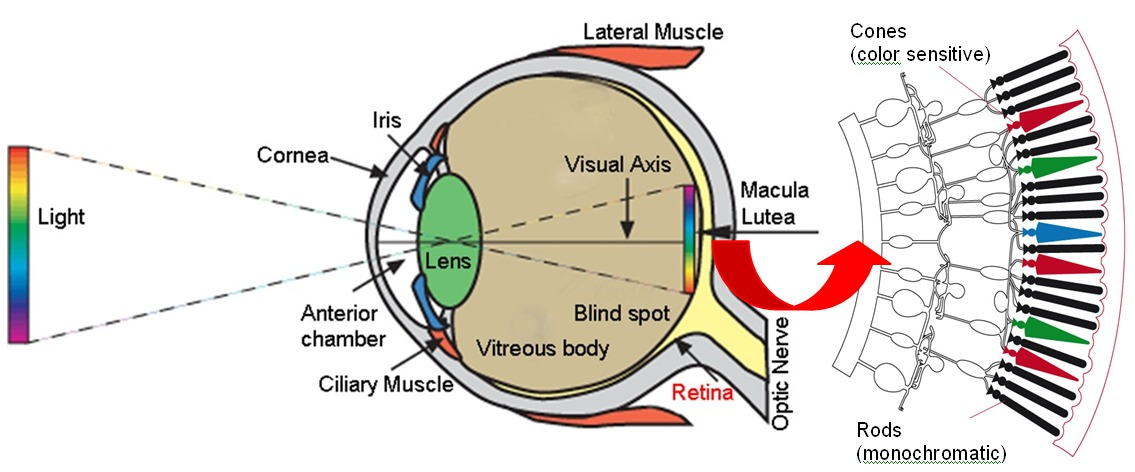 Lateral Muscle
Iris
Cornea
Visual Axis
Macula
Lutea
Light
Lens
Anterior
chamber
Blind spot
Vitreous body
Ciliary Muscle
Retina
Optic Nerve
Cones
(color sensitive)
Rods
(monochromatic)